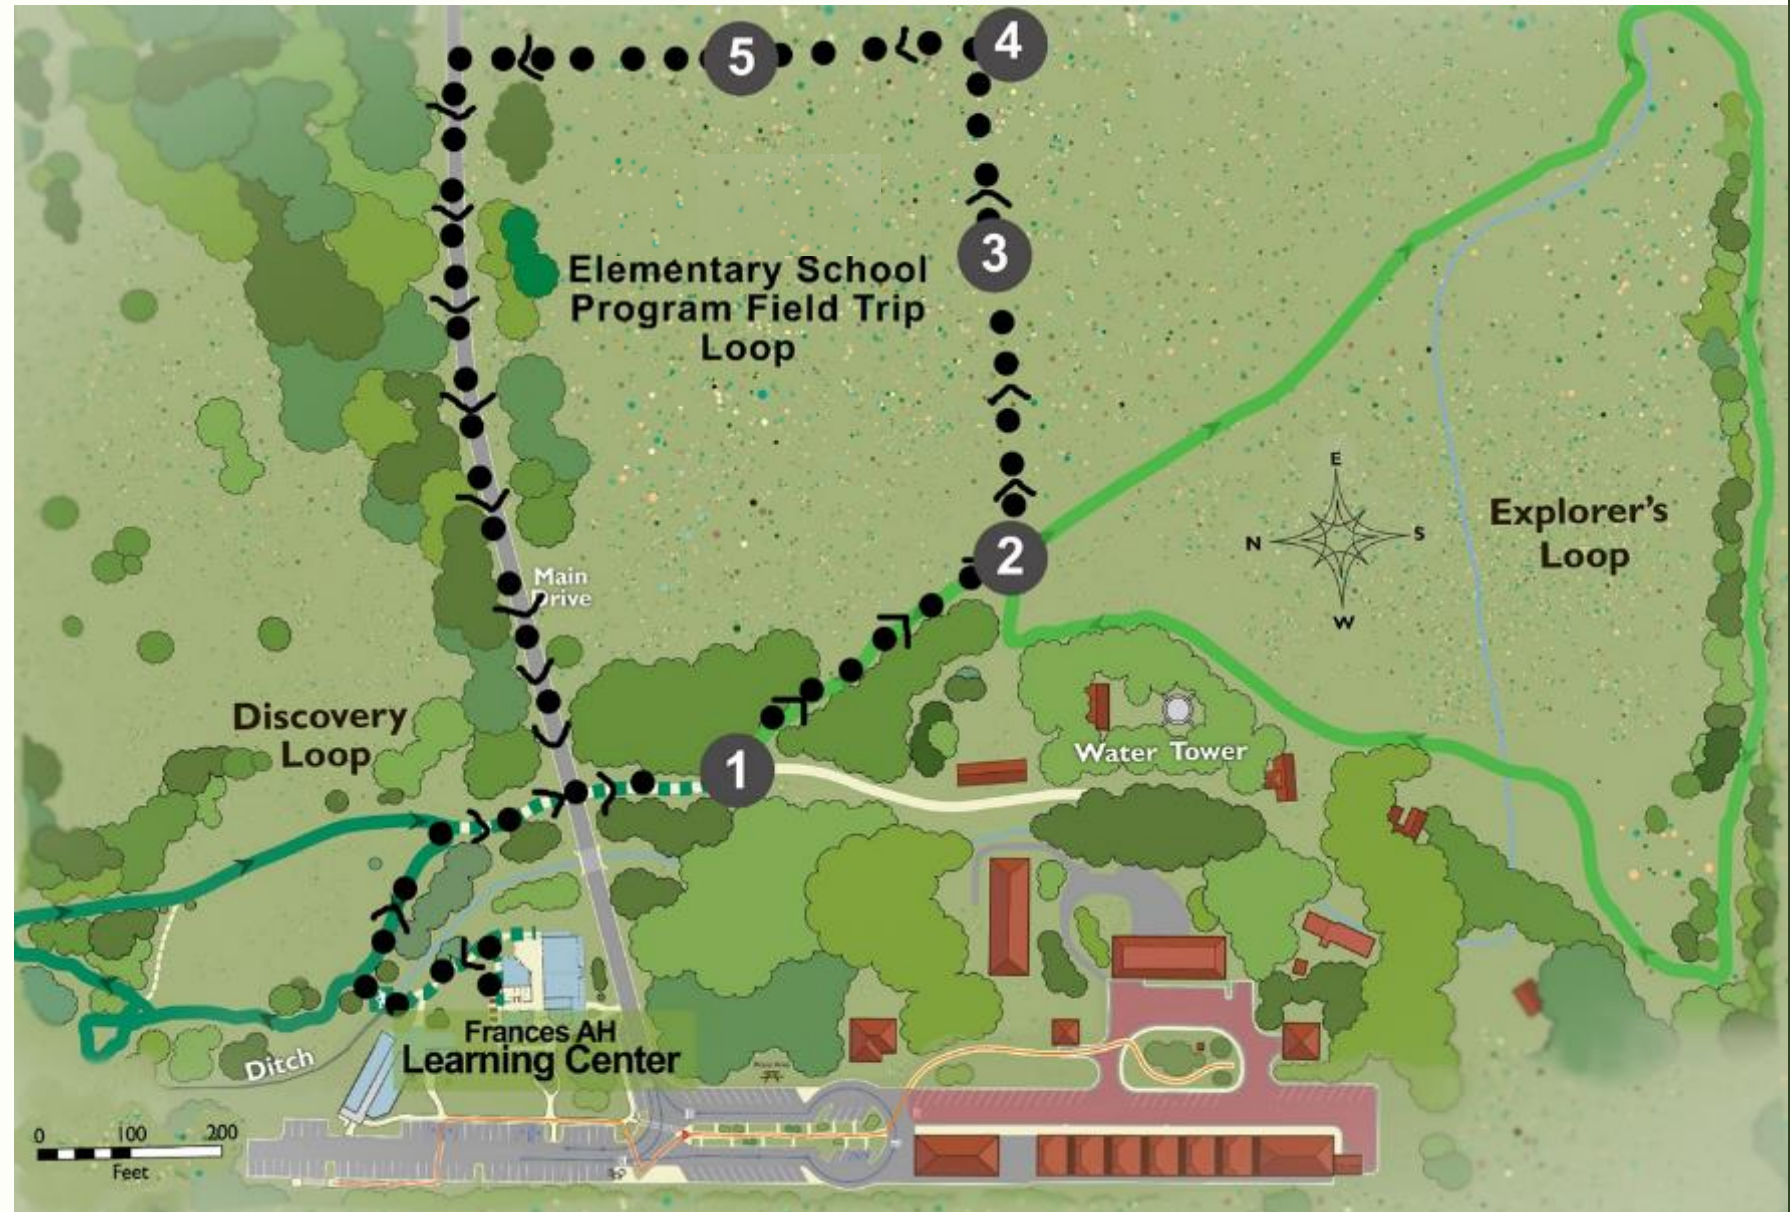 5
4
3
Elementary School
Program Field Trip
Loop
E
N
S
W
Explorer's
Loop
2
Main
Drive
Discovery
Loop
1
Water Tower
Frances AH
Learning Center
Ditch
0 100 200
Feet